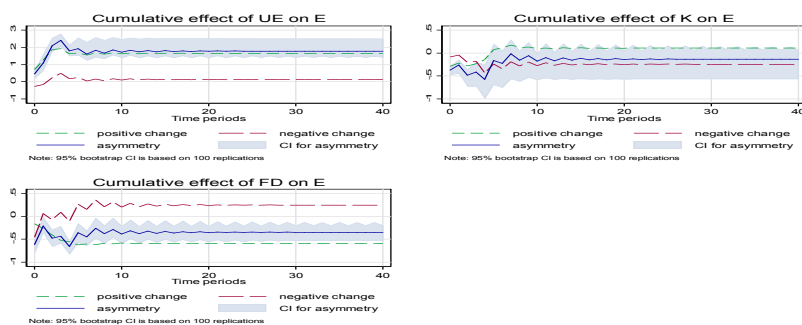 Cumulative effect of UE on E
3
2
1
0
-1
0 10 20 30 40
Time periods
positive change negative change
asymmetry CI for asymmetry
Note: 95% bootstrap CI is based on 100 replications
Cumulative effect of K on E
.5
0
-.5
-1
0 10 20 30 40
Time periods
positive change negative change
asymmetry CI for asymmetry
Note: 95% bootstrap CI is based on 100 replications
Cumulative effect of FD on E
.5
0
-.5
-1
0 10 20 30 40
Time periods
positive change negative change
asymmetry CI for asymmetry
Note: 95% bootstrap CI is based on 100 replications